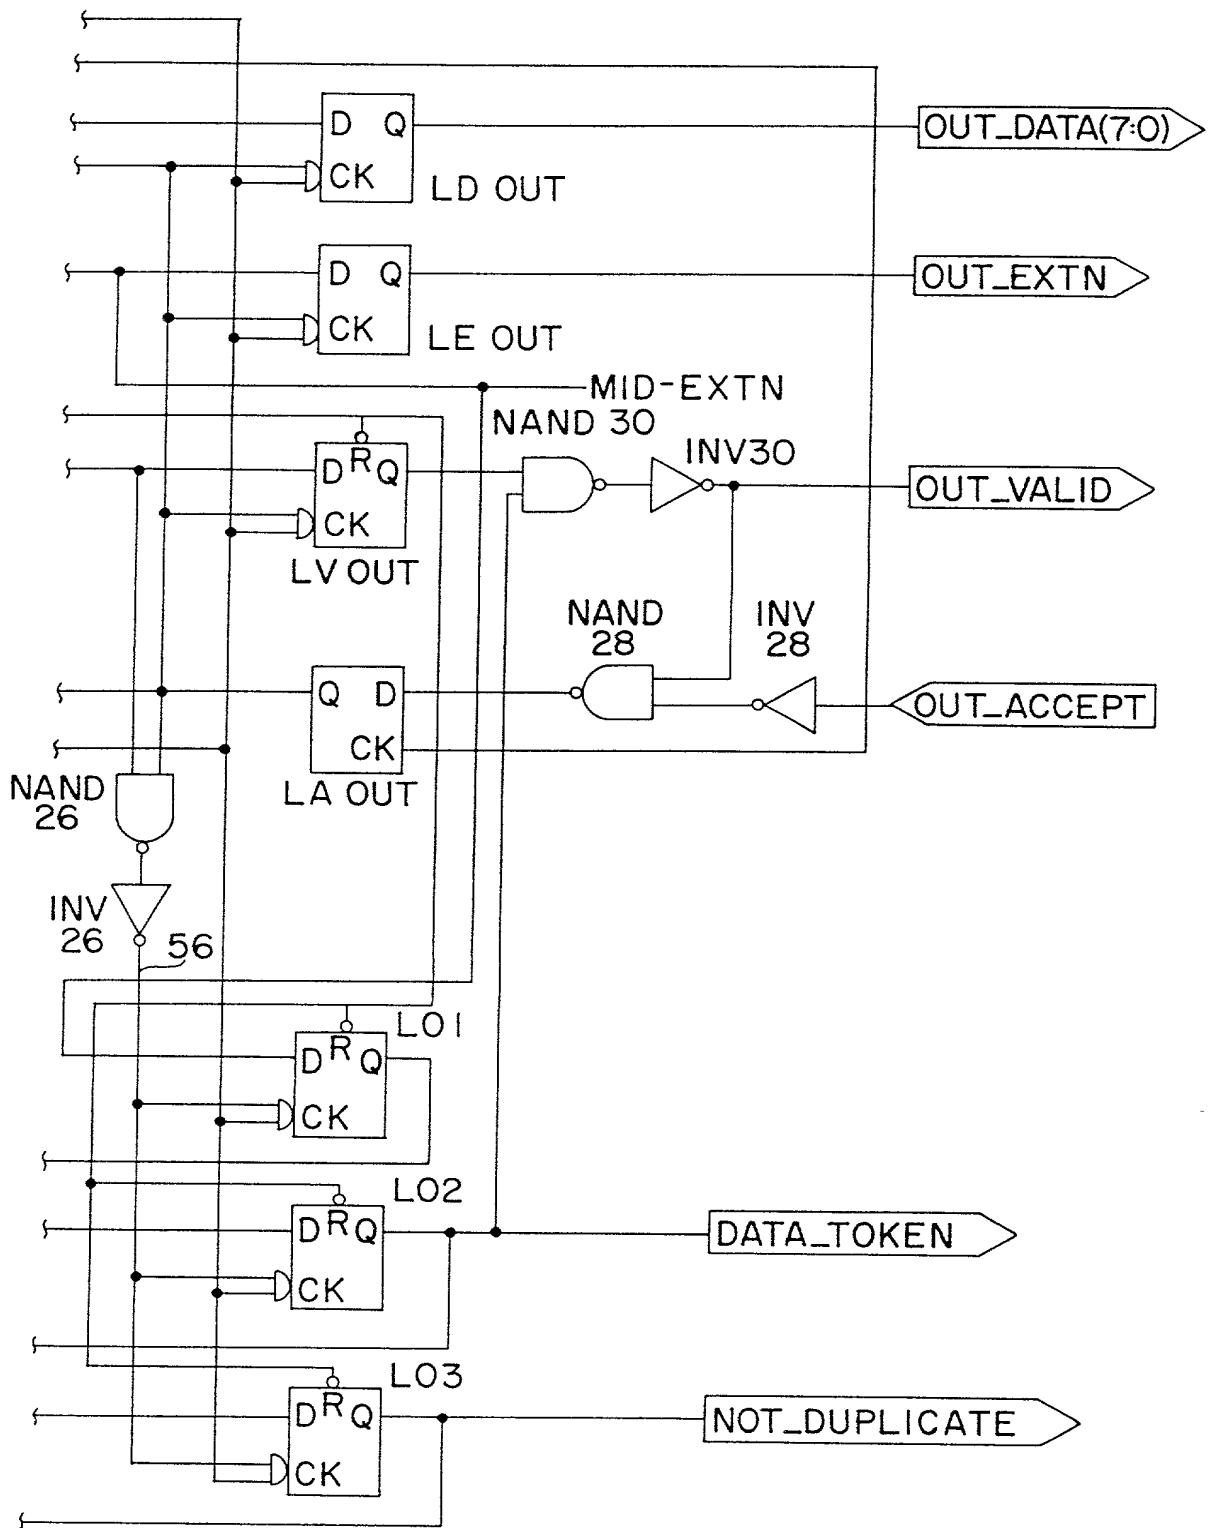 D Q
OUT_DATA(7:0)
CK
LD OUT
D Q
OUT_EXTN
CK
LE OUT
MID-EXTN
NAND 30
INV30
D R Q
OUT_VALID
CK
LV OUT
NAND
28
INV
28
Q D
OUT_ACCEPT
CK
LA OUT
NAND
26
INV
26
56
LO1
D R Q
CK
LO2
D R Q
DATA_TOKEN
CK
LO3
D R Q
NOT_DUPLICATE
CK